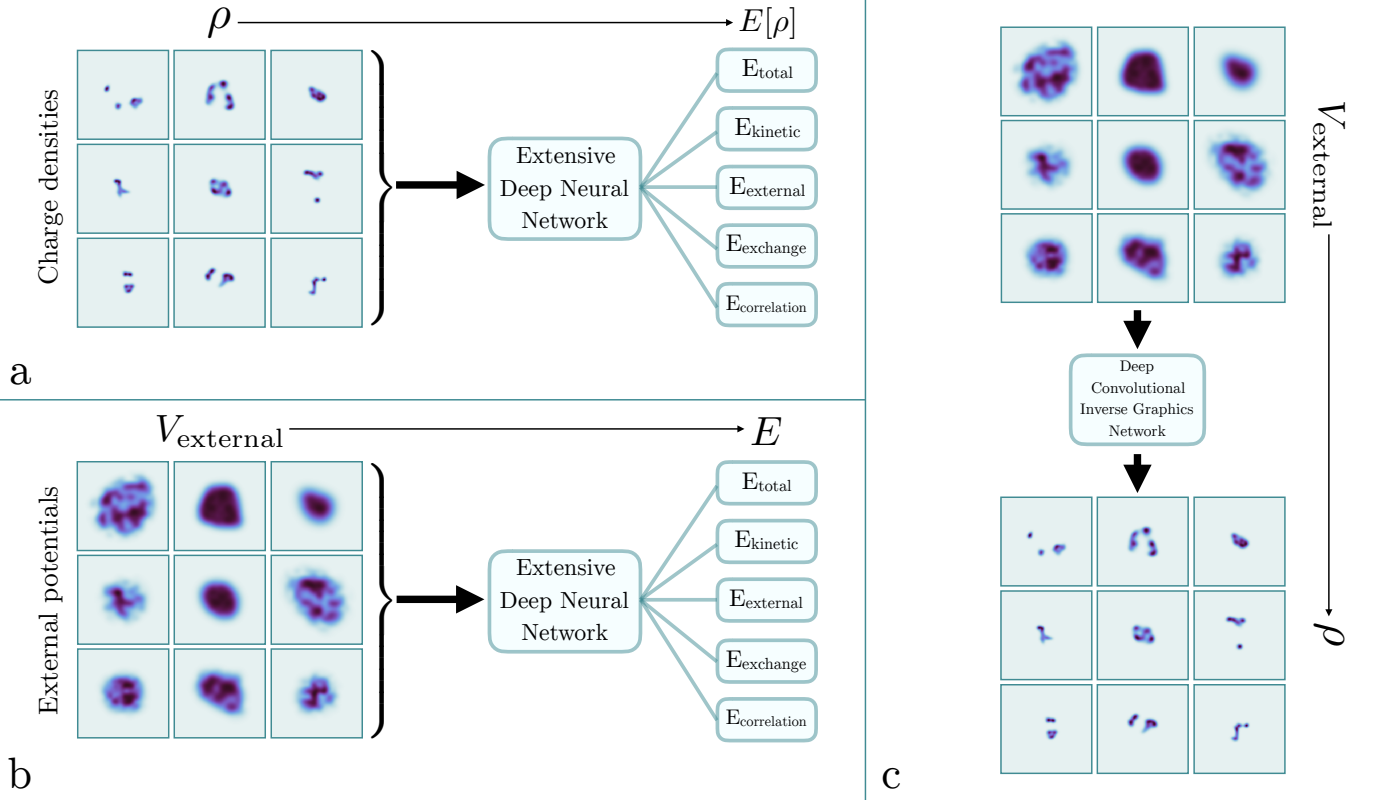 ρ E[ρ]
Charge densities
Extensive
Deep Neural
Network
E_total
E_kinetic
E_external
E_exchange
E_correlation
a
V_external E
External potentials
Extensive
Deep Neural
Network
E_total
E_kinetic
E_external
E_exchange
E_correlation
b
V_external
Deep
Convolutional
Inverse Graphics
Network
ρ
c